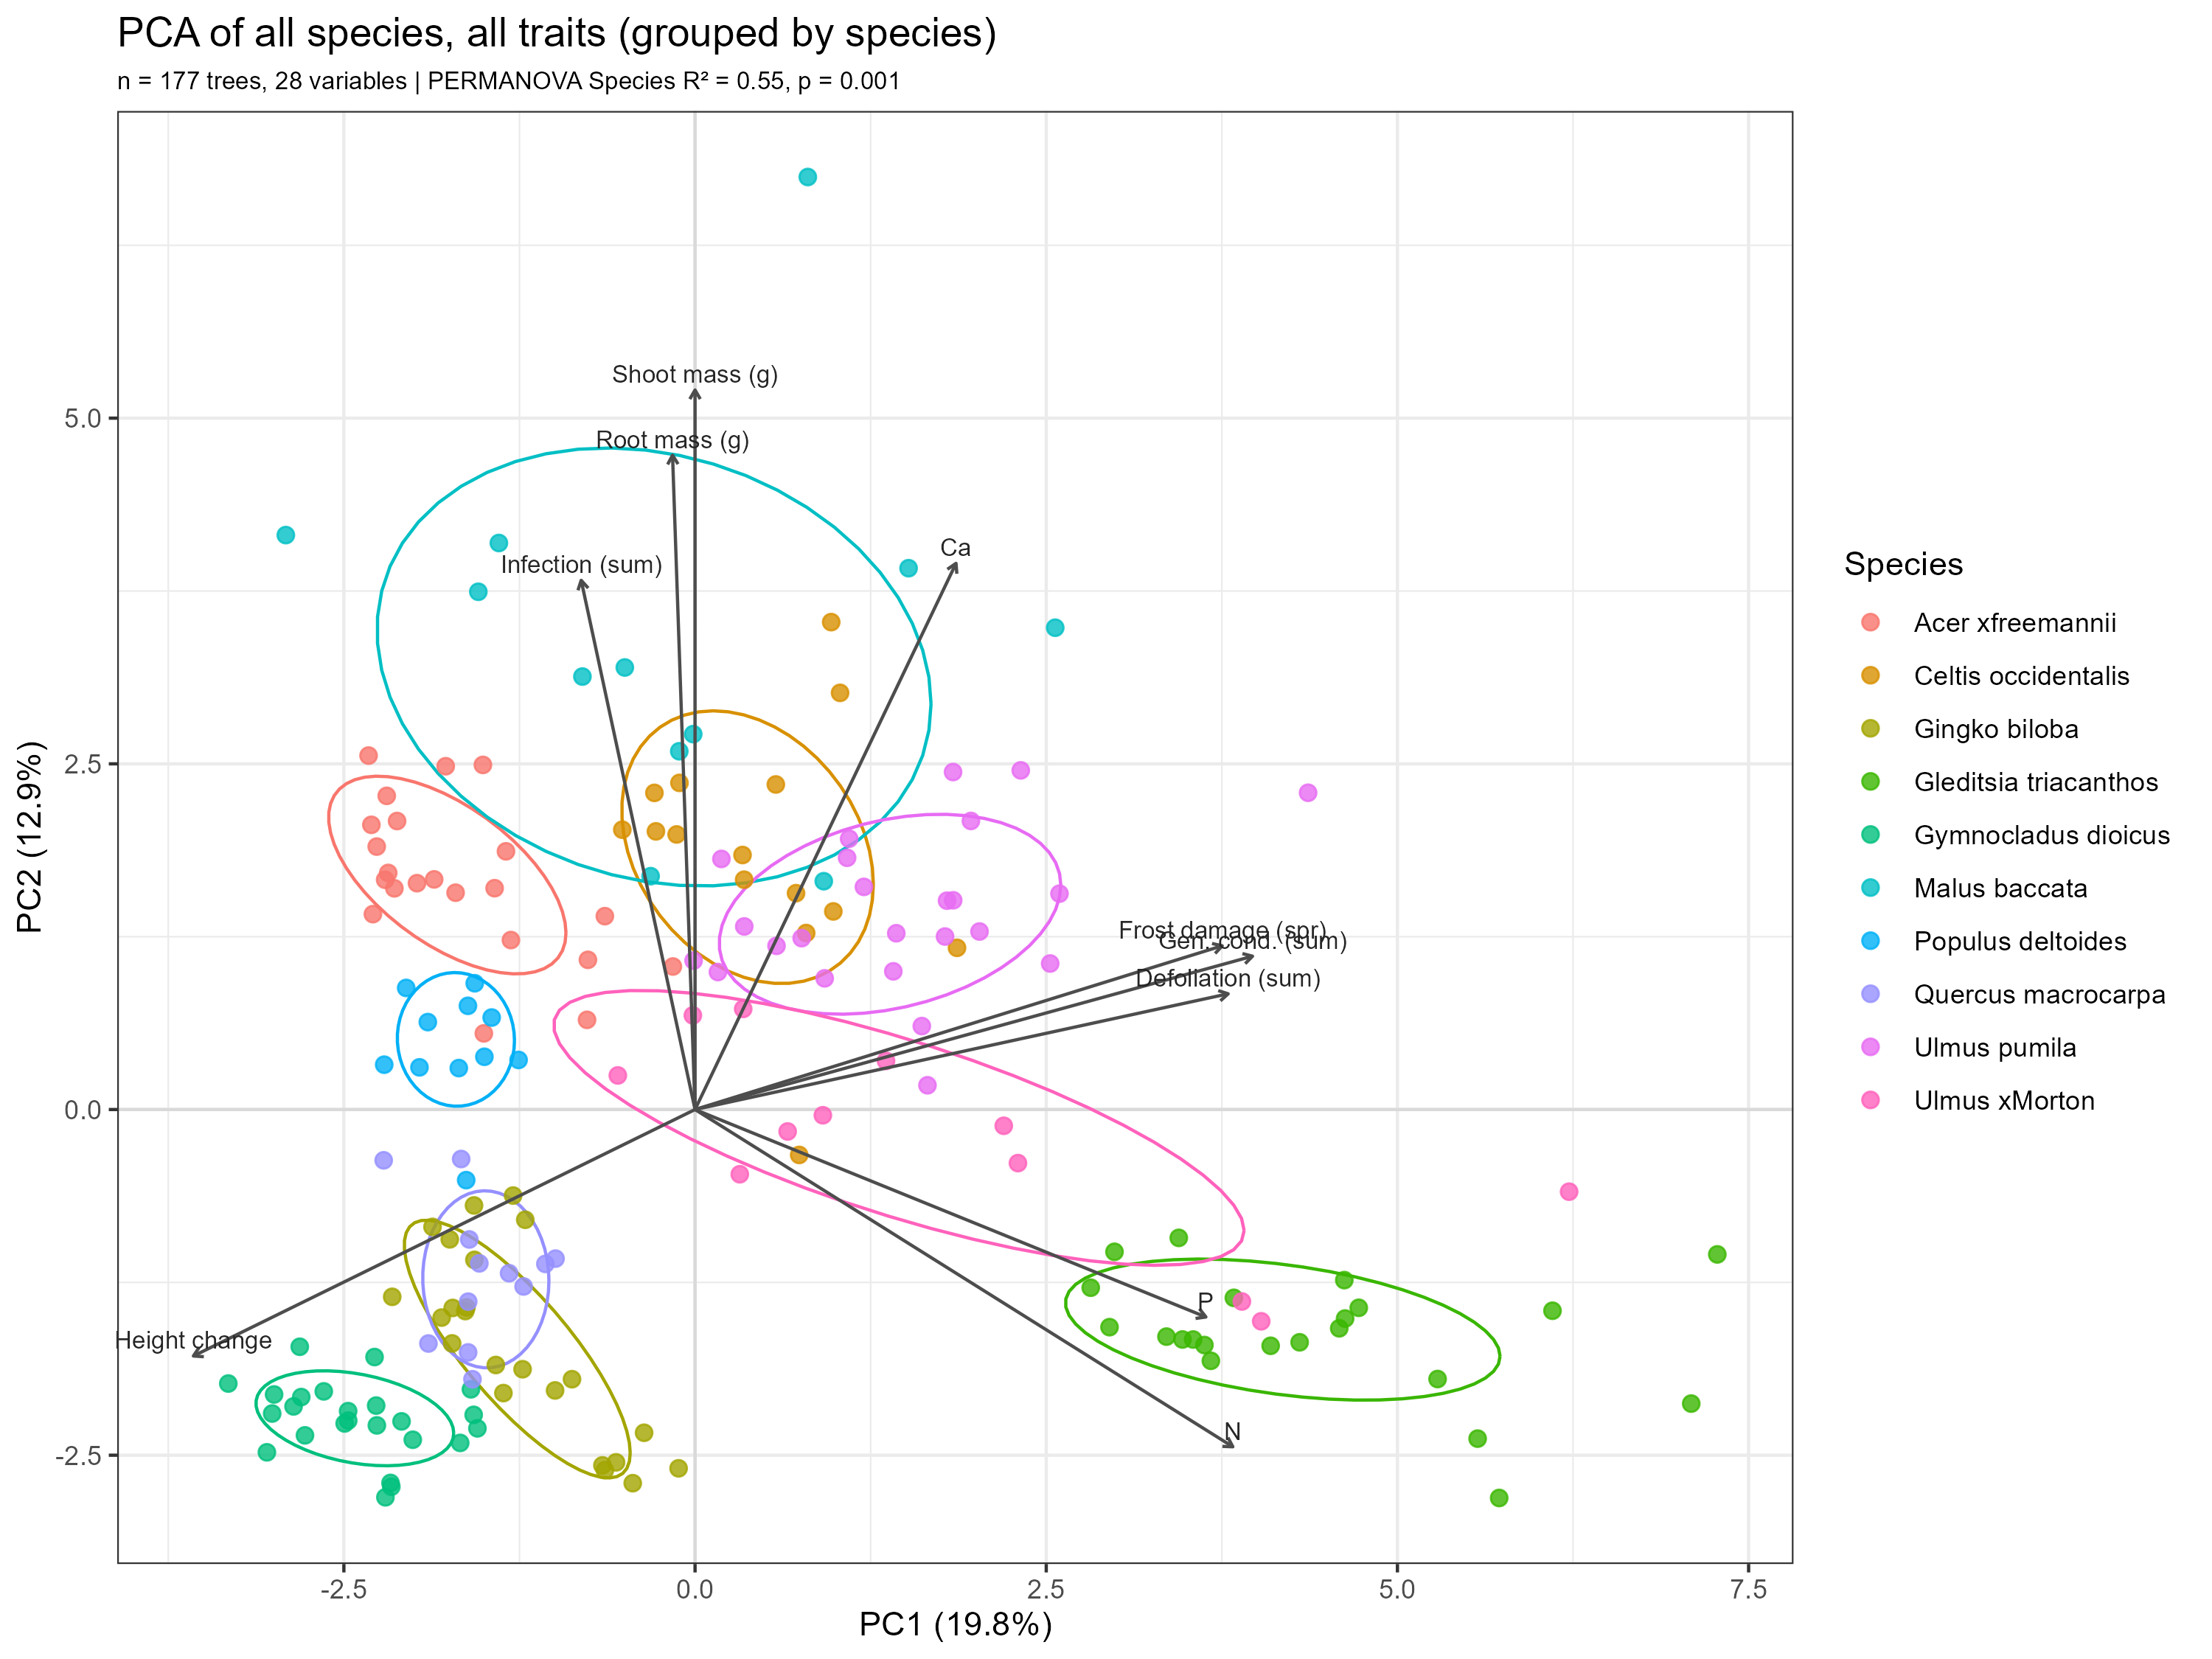 PCA of all species, all traits (grouped by species)
n = 177 trees, 28 variables | PERMANOVA Species R² = 0.55, p = 0.001
Shoot mass (g)
Root mass (g)
Ca
Infection (sum)
Frost damage (spr)
Gen. cond. (sum)
Defoliation (sum)
P
Height change
N
5.0
2.5
0.0
-2.5
PC2 (12.9%)
-2.5
0.0
2.5
5.0
7.5
PC1 (19.8%)
Species
Acer xfreemannii
Celtis occidentalis
Gingko biloba
Gleditsia triacanthos
Gymnocladus dioicus
Malus baccata
Populus deltoides
Quercus macrocarpa
Ulmus pumila
Ulmus xMorton